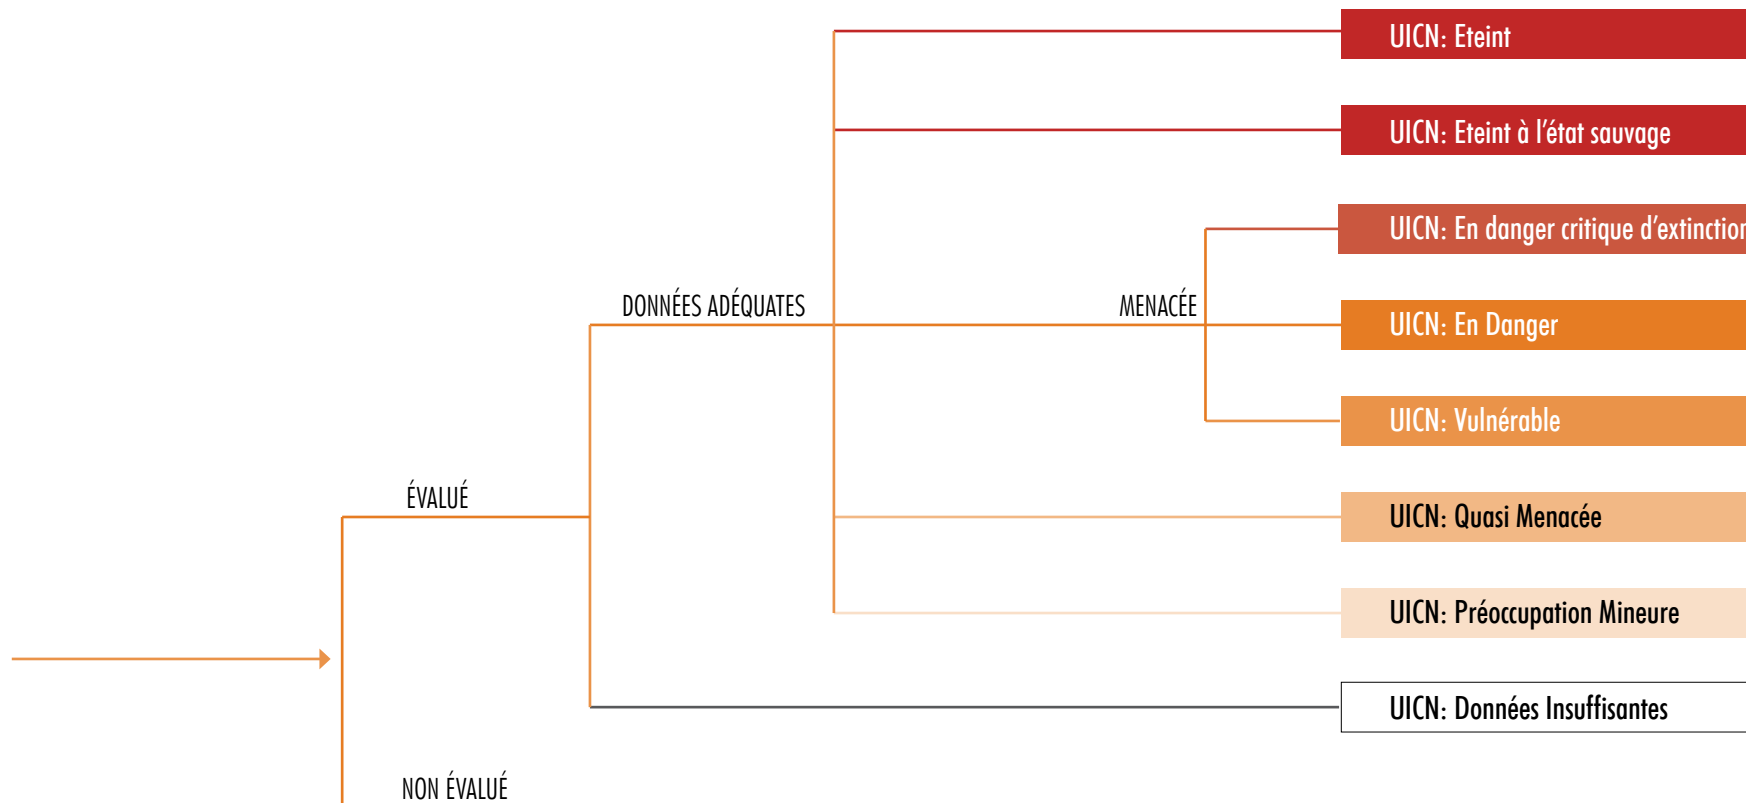 UICN: Eteint
UICN: Eteint à l’état sauvage
UICN: En danger critique d’extinction
DONNÉES ADÉQUATES
MENACÉE
UICN: En Danger
UICN: Vulnérable
ÉVALUÉ
UICN: Quasi Menacée
UICN: Préoccupation Mineure
UICN: Données Insuffisantes
NON ÉVALUÉ